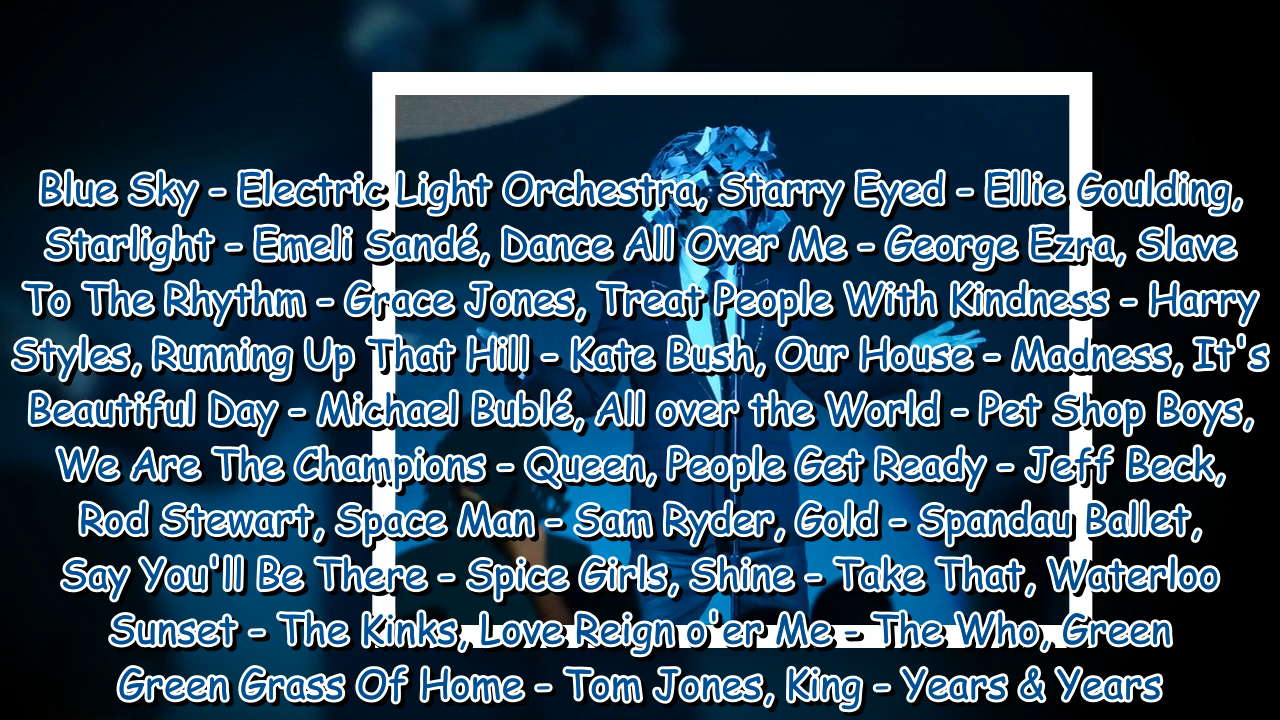 Blue Sky – Electric Light Orchestra, Starry Eyed – Ellie Goulding,
Starlight – Emeli Sandé, Dance All Over Me – George Ezra, Slave
To The Rhythm – Grace Jones, Treat People With Kindness – Harry
Styles, Running Up That Hill – Kate Bush, Our House – Madness, It's
Beautiful Day – Michael Bublé, All over the World – Pet Shop Boys,
We Are The Champions – Queen, People Get Ready – Jeff Beck,
Rod Stewart, Space Man – Sam Ryder, Gold – Spandau Ballet,
Say You'll Be There – Spice Girls, Shine – Take That, Waterloo
Sunset – The Kinks, Love Reign o'er Me – The Who, Green
Green Grass Of Home – Tom Jones, King – Years & Years